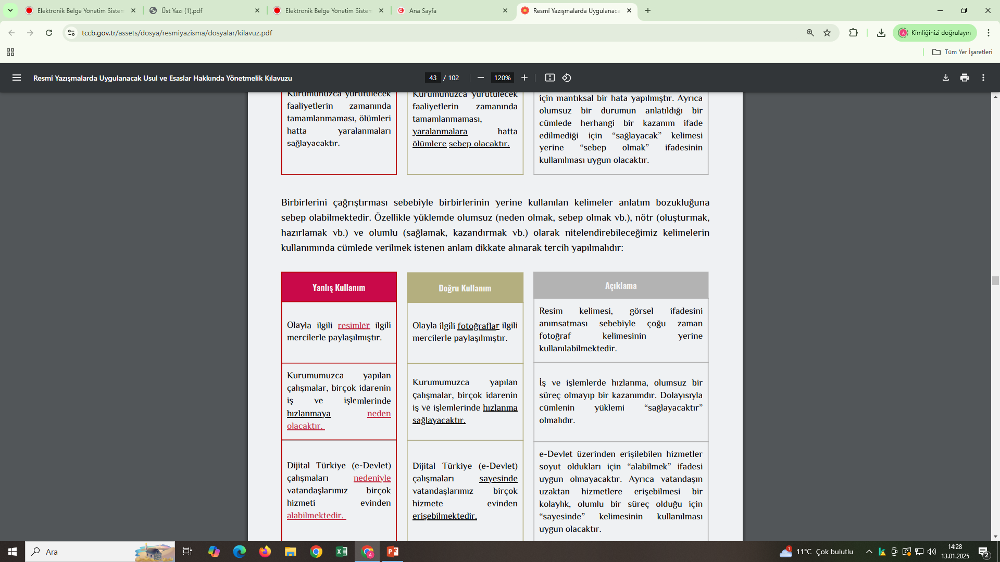 Elektronik Belge Yönetim Sistem
Üst Yazı (1).pdf
Elektronik Belge Yönetim Sistem
Ana Sayfa
Resmî Yazışmalarda Uygulanaca
tccb.gov.tr/assets/dosya/resmiyazisma/dosyalar/kilavuz.pdf
A
Kimliğinizi doğrulayın
Tüm Yer İşaretleri
Resmî Yazışmalarda Uygulanacak Usul ve Esaslar Hakkında Yönetmelik Kılavuzu
43 / 102
120%
Kurumunuzca yürütülecek
faaliyetlerin zamanında
tamamlanmaması, ölümleri
hatta yaralanmaları
sağlayacaktır.
Kurumunuzca yürütülecek
faaliyetlerin zamanında
tamamlanmaması,
yaralanmalara hatta
ölümlere sebep olacaktır.
için mantıksal bir hata yapılmıştır. Ayrıca
olumsuz bir durumun anlatıldığı bir
cümlede herhangi bir kazanım ifade
edilmediği için “sağlayacak” kelimesi
yerine “sebep olmak” ifadesinin
kullanılması uygun olacaktır.
Birbirlerini çağrıştırması sebebiyle birbirlerinin yerine kullanılan kelimeler anlatım bozukluğuna
sebep olabilmektedir. Özellikle yüklemde olumsuz (neden olmak, sebep olmak vb.), nötr (oluşturmak,
hazırlamak vb.) ve olumlu (sağlamak, kazandırmak vb.) olarak nitelendirebileceğimiz kelimelerin
kullanımında cümlede verilmek istenen anlam dikkate alınarak tercih yapılmalıdır:
Yanlış Kullanım
Doğru Kullanım
Açıklama
Olayla ilgili resimler ilgili
mercilerle paylaşılmıştır.
Olayla ilgili fotoğraflar ilgili
mercilerle paylaşılmıştır.
Resim kelimesi, görsel ifadesini
anımsatması sebebiyle çoğu zaman
fotoğraf kelimesinin yerine
kullanılabilmektedir.
Kurumumuzca yapılan
çalışmalar, birçok idarenin
iş ve işlemlerinde
hızlanmaya neden
olacaktır.
Kurumumuzca yapılan
çalışmalar, birçok idarenin
iş ve işlemlerinde hızlanma
sağlayacaktır.
İş ve işlemlerde hızlanma, olumsuz bir
süreç olmayıp bir kazanımdır. Dolayısıyla
cümlenin yüklemi “sağlayacaktır”
olmalıdır.
Dijital Türkiye (e-Devlet)
çalışmaları nedeniyle
vatandaşlarımız birçok
hizmeti evinden
alabilmektedir.
Dijital Türkiye (e-Devlet)
çalışmaları sayesinde
vatandaşlarımız birçok
hizmete evinden
erişebilmektedir.
e-Devlet üzerinden erişilebilen hizmetler
soyut oldukları için “alabilmek” ifadesi
uygun olmayacaktır. Ayrıca vatandaşın
uzaktan hizmetlere erişebilmesi bir
kolaylık, olumlu bir süreç olduğu için
“sayesinde” kelimesinin kullanılması
uygun olacaktır.
Ara
1
11°C Çok bulutlu
14:28
13.01.2025
2